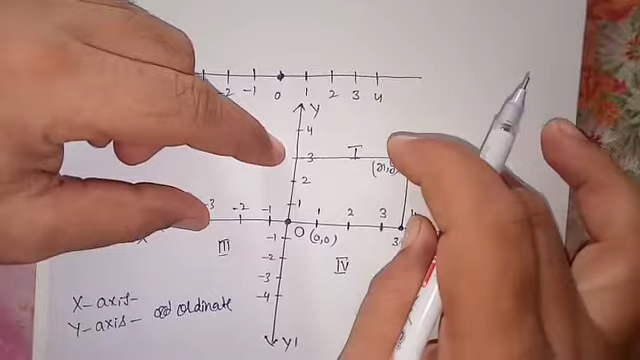 -2 -1 0 1 2 3 4
Y
4
3
I
2
1
-3 -2 -1 1 2 3
O (0,0)
-1
III
-2
IV
-3
-4
X-axis-
Y-axis- ordinate
Y1